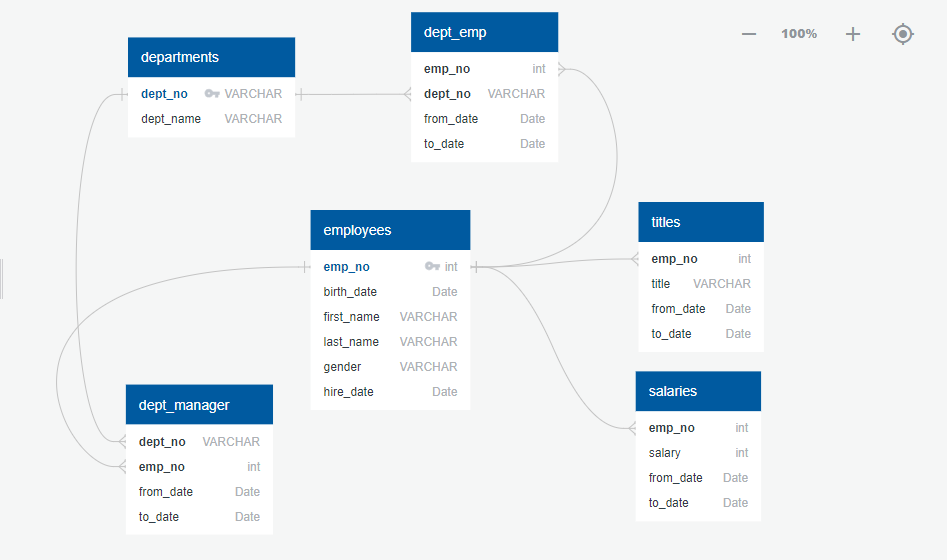 100%
departments
dept_no VARCHAR
dept_name VARCHAR
dept_emp
emp_no int
dept_no VARCHAR
from_date Date
to_date Date
employees
emp_no int
birth_date Date
first_name VARCHAR
last_name VARCHAR
gender VARCHAR
hire_date Date
titles
emp_no int
title VARCHAR
from_date Date
to_date Date
dept_manager
dept_no VARCHAR
emp_no int
from_date Date
to_date Date
salaries
emp_no int
salary int
from_date Date
to_date Date